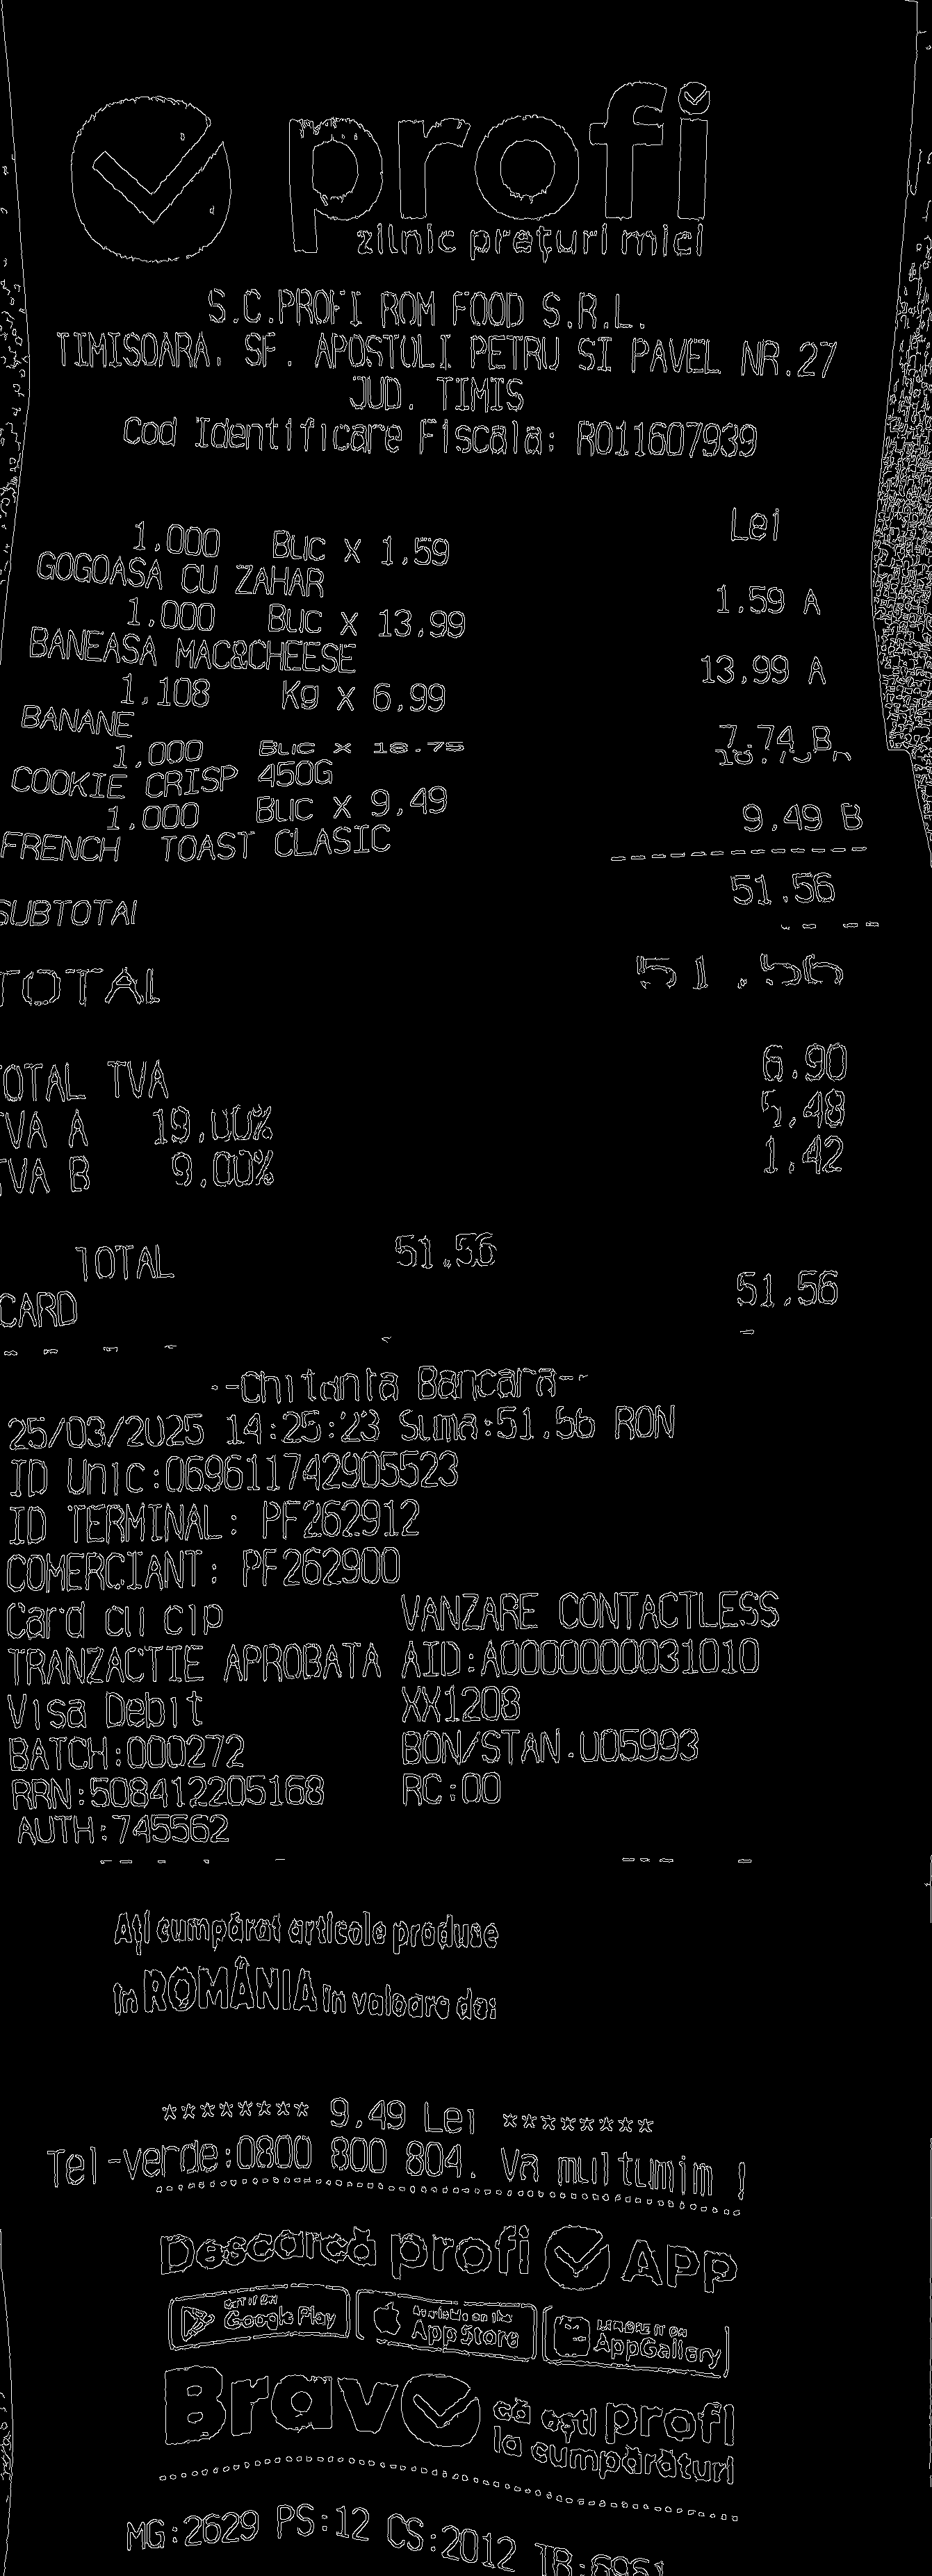 profi
zilnic prețuri mici
S.C.PROFI ROM FOOD S.R.L.
TIMISOARA. SF. APOSTOLI PETRU SI PAVEL NR.27
JUD. TIMIS
Cod Identificare Fiscala: RO11607939
Lei
1,000 BUC X 1,59
GOGOASA CU ZAHAR 1,59 A
1,000 BUC X 13,99
BANEASA MAC&CHEESE 13,99 A
1,108 Kg X 6,99
BANANE 7.74 B
1,000 BUC X 18.75
COOKIE CRISP 450G
1,000 BUC X 9,49
FRENCH TOAST CLASIC 9,49 B
SUBTOTAL 51.56
TOTAL 51.56
TOTAL TVA 6.90
TVA A 19.00% 5,48
TVA B 9.00% 1,42
TOTAL 51.56
CARD 51.56
--Chitanta Bancara--
25/03/2025 14:25:23 Suma:51.56 RON
ID Unic:069611742905523
ID TERMINAL: PF262912
COMERCIANT: PF262900
Card cu cip VANZARE CONTACTLESS
TRANZACTIE APROBATA AID:A0000000031010
Visa Debit XX1208
BATCH:000272 BON/STAN.005993
RRN:508412205168 RC:00
AUTH:745562
Ați cumpărat articole produse
în ROMÂNIA în valoare de:
******** 9,49 Lei ********
Tel-verde:0800 800 804. Va multumim !
Descarcă profi APP
GET IT ON Google Play Available on the App Store EXPLORE IT ON AppGallery
Bravo că ești profi
la cumpărături
MG:2629 PS:12 CS:2012